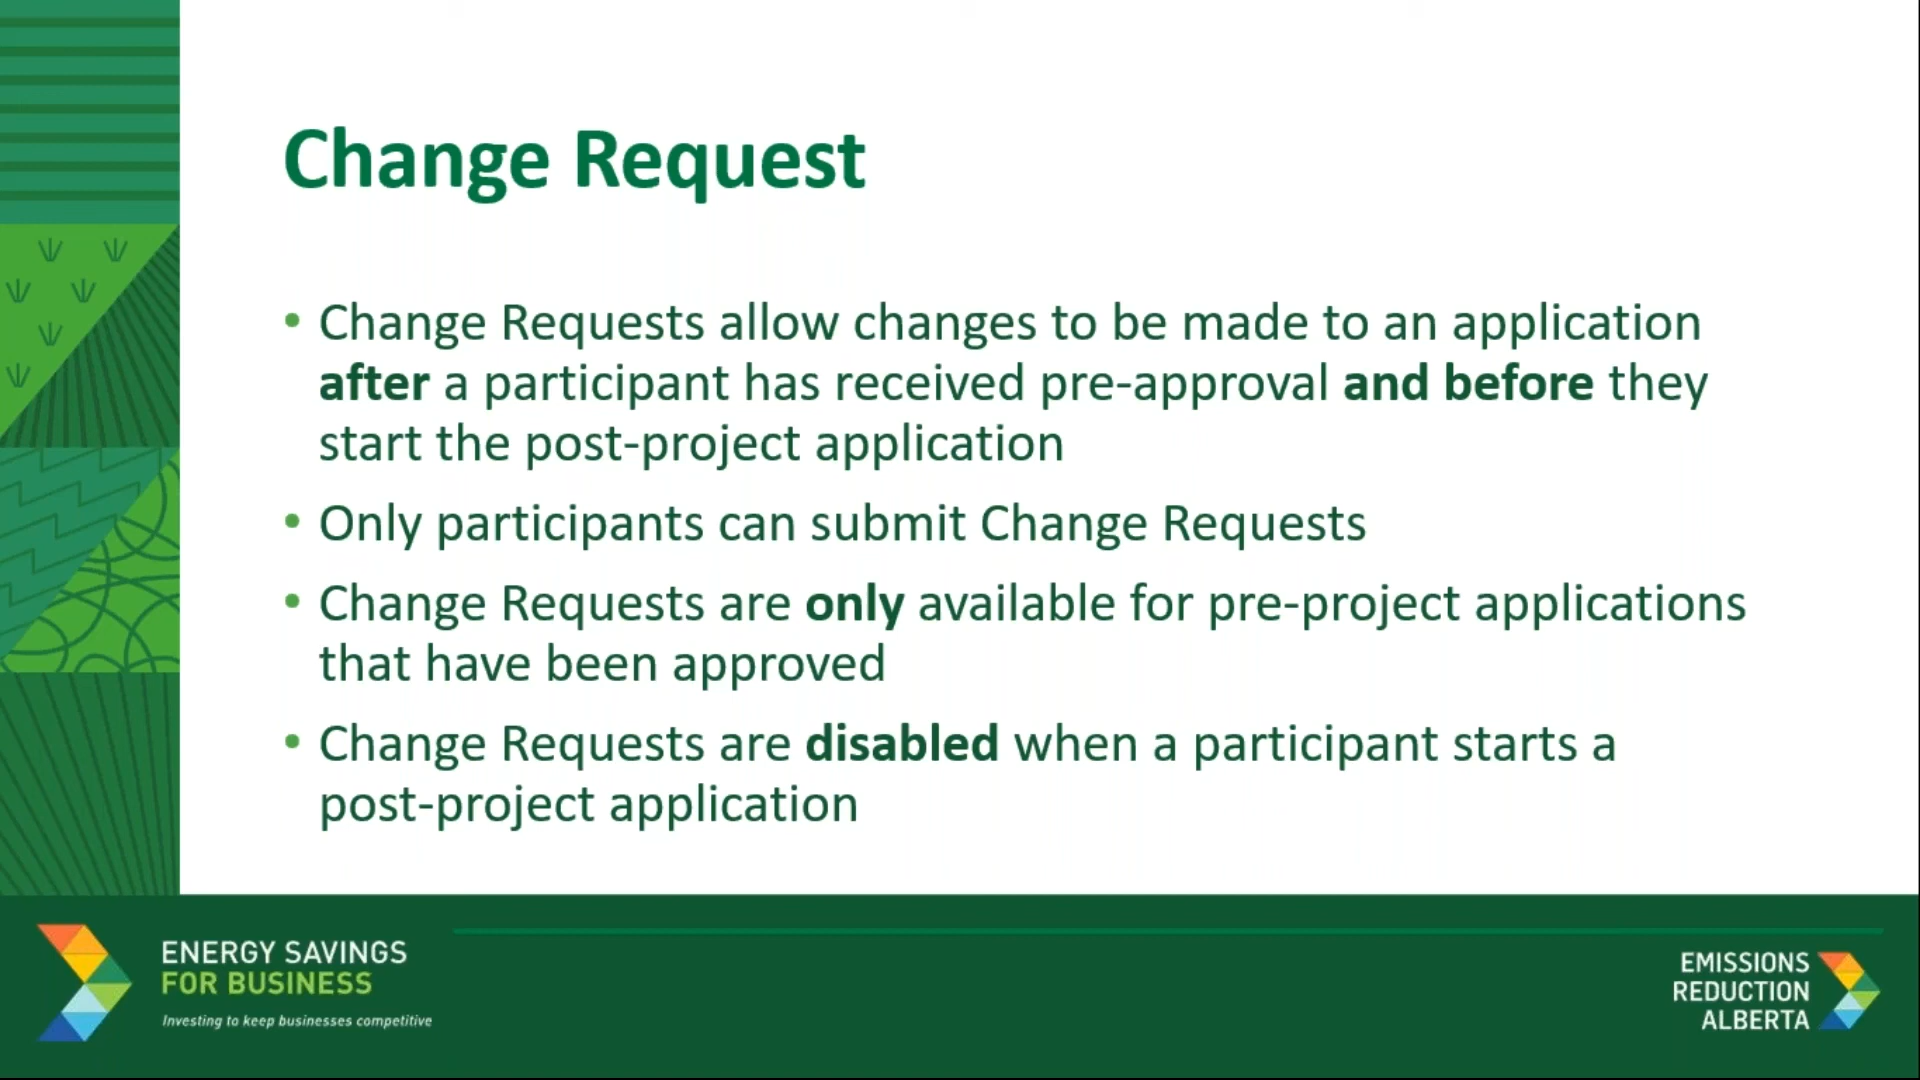 Change Request
• Change Requests allow changes to be made to an application
after a participant has received pre-approval and before they
start the post-project application
• Only participants can submit Change Requests
• Change Requests are only available for pre-project applications
that have been approved
• Change Requests are disabled when a participant starts a
post-project application
ENERGY SAVINGS
FOR BUSINESS
Investing to keep businesses competitive
EMISSIONS
REDUCTION
ALBERTA